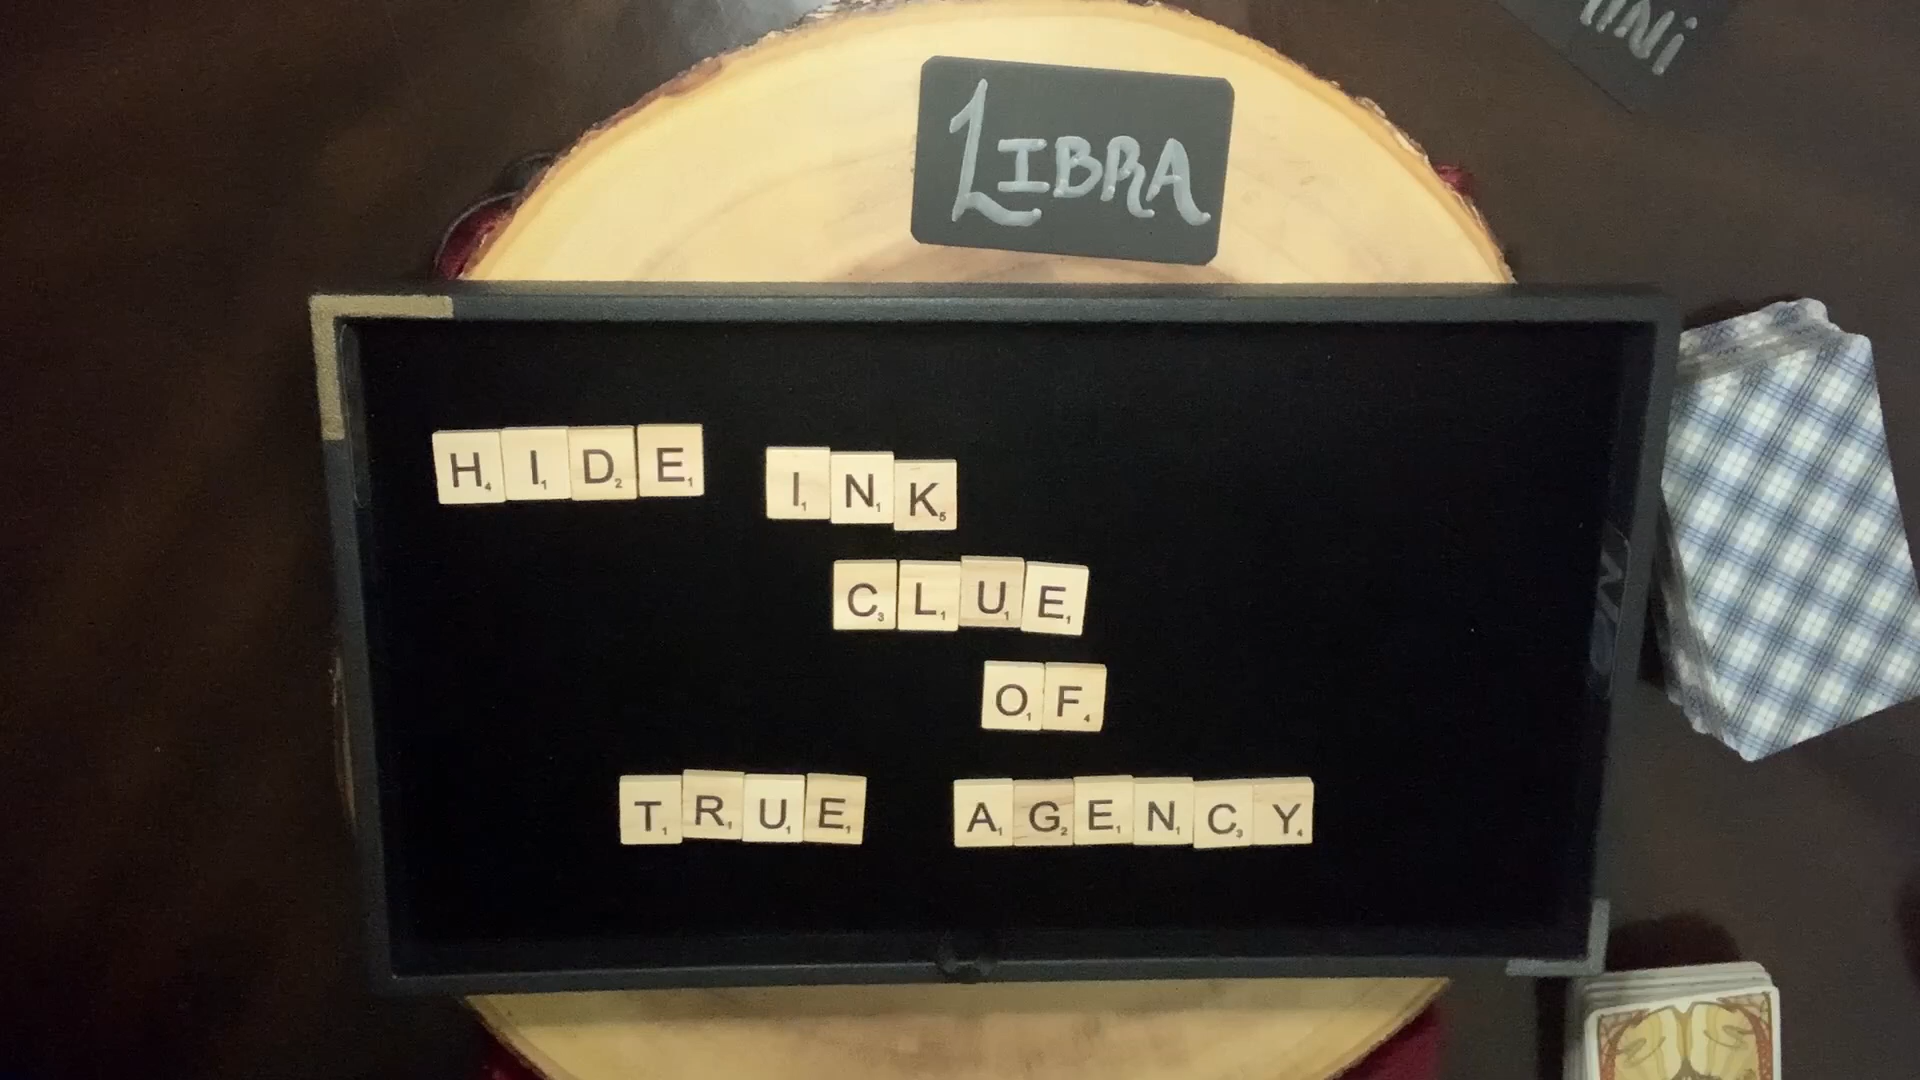 LIBRA
HIDE INK
CLUE
OF
TRUE AGENCY